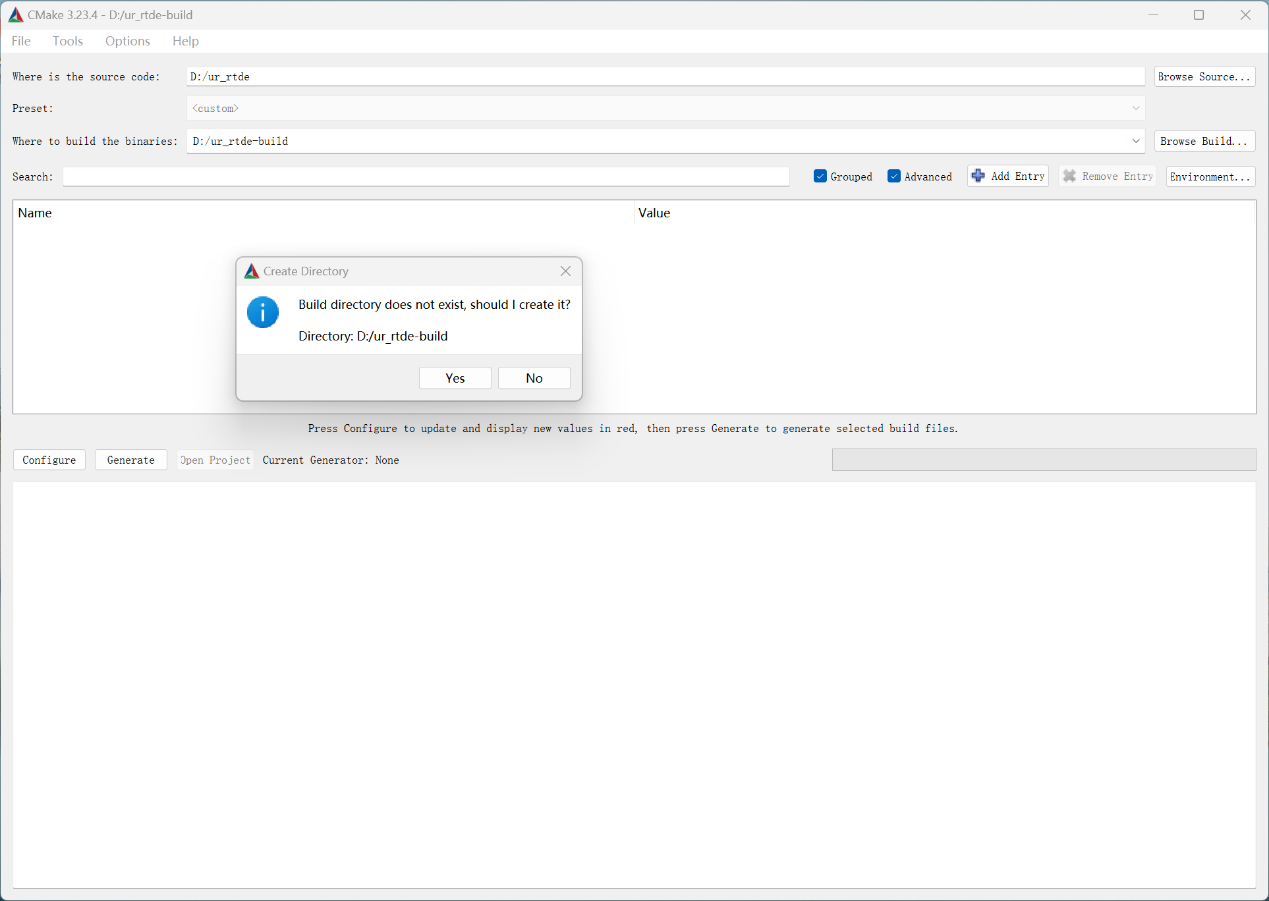 CMake 3.23.4 - D:/ur_rtde-build
File Tools Options Help
Where is the source code: D:/ur_rtde Browse Source...
Preset: <custom>
Where to build the binaries: D:/ur_rtde-build Browse Build...
Search: Grouped Advanced Add Entry Remove Entry Environment...
Name Value
Create Directory
Build directory does not exist, should I create it?
Directory: D:/ur_rtde-build
Yes No
Press Configure to update and display new values in red, then press Generate to generate selected build files.
Configure Generate Open Project Current Generator: None